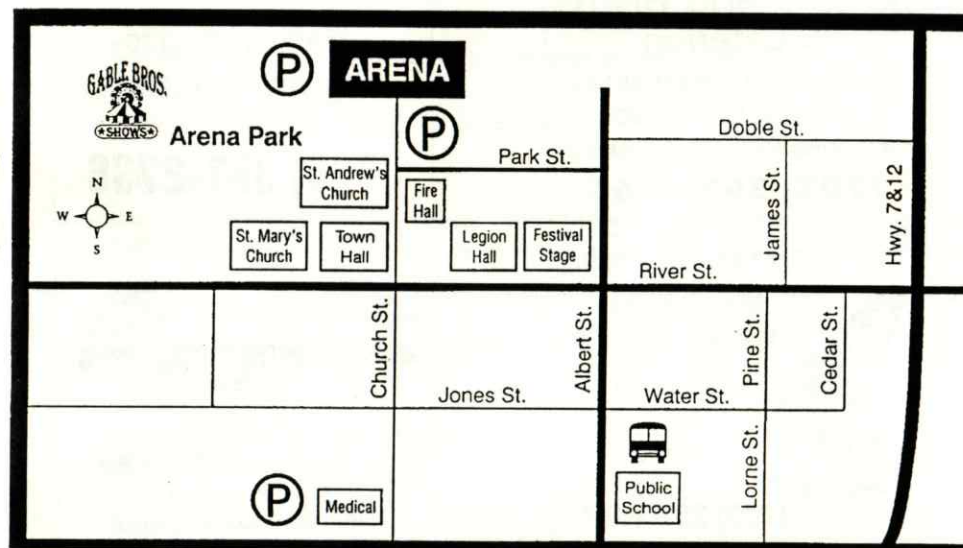 GABLE BROS.
★SHOWS★
P
ARENA
Arena Park
P
Park St.
Doble St.
St. Andrew's
Church
Fire
Hall
James St.
Hwy. 7&12
N
W E
S
St. Mary's
Church
Town
Hall
Legion
Hall
Festival
Stage
River St.
Church St.
Albert St.
Pine St.
Cedar St.
Jones St.
Water St.
Lorne St.
P
Medical
Public
School